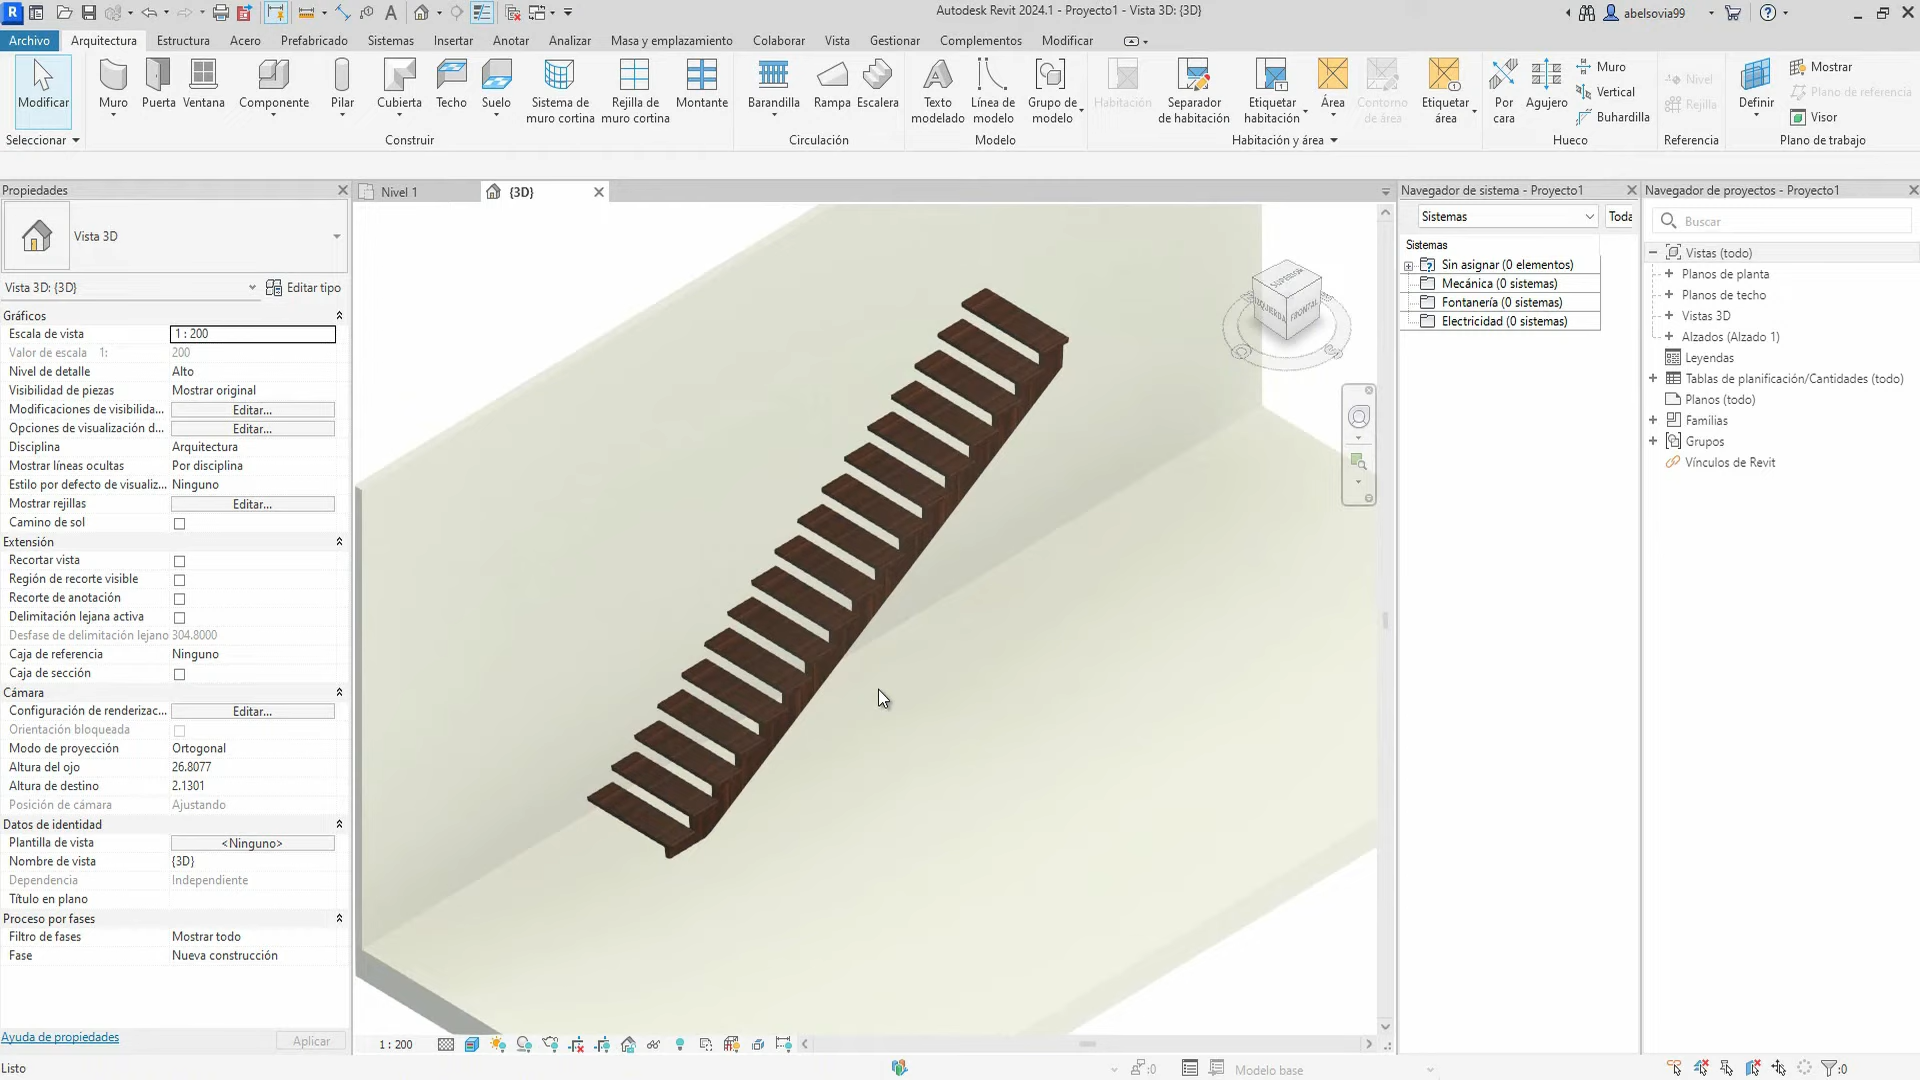 Autodesk Revit 2024.1 - Proyecto1 - Vista 3D: {3D}
abelsovia99
Archivo Arquitectura Estructura Acero Prefabricado Sistemas Insertar Anotar Analizar Masa y emplazamiento Colaborar Vista Gestionar Complementos Modificar
Modificar
Muro Puerta Ventana Componente Pilar Cubierta Techo Suelo Sistema de muro cortina Rejilla de muro cortina Montante
Barandilla Rampa Escalera
Texto modelado Línea de modelo Grupo de modelo
Habitación Separador de habitación Etiquetar habitación Área Contorno de área Etiquetar área
Por cara Agujero Muro Vertical Buhardilla
Nivel Rejilla
Definir Mostrar Plano de referencia Visor
Seleccionar Construir Circulación Modelo Habitación y área Hueco Referencia Plano de trabajo
Propiedades
Vista 3D
Vista 3D: {3D} Editar tipo
Gráficos
Escala de vista 1 : 200
Valor de escala 1: 200
Nivel de detalle Alto
Visibilidad de piezas Mostrar original
Modificaciones de visibilida... Editar...
Opciones de visualización d... Editar...
Disciplina Arquitectura
Mostrar líneas ocultas Por disciplina
Estilo por defecto de visualiz... Ninguno
Mostrar rejillas Editar...
Camino de sol
Extensión
Recortar vista
Región de recorte visible
Recorte de anotación
Delimitación lejana activa
Desfase de delimitación lejano 304.8000
Caja de referencia Ninguno
Caja de sección
Cámara
Configuración de renderizac... Editar...
Orientación bloqueada
Modo de proyección Ortogonal
Altura del ojo 26.8077
Altura de destino 2.1301
Posición de cámara Ajustando
Datos de identidad
Plantilla de vista <Ninguno>
Nombre de vista {3D}
Dependencia Independiente
Título en plano
Proceso por fases
Filtro de fases Mostrar todo
Fase Nueva construcción
Ayuda de propiedades Aplicar
Listo
Nivel 1 {3D}
SUPERIOR
FRONTAL
1 : 200
:0 Modelo base :0
Navegador de sistema - Proyecto1
Sistemas Toda
Sistemas
Sin asignar (0 elementos)
Mecánica (0 sistemas)
Fontanería (0 sistemas)
Electricidad (0 sistemas)
Navegador de proyectos - Proyecto1
Buscar
Vistas (todo)
Planos de planta
Planos de techo
Vistas 3D
Alzados (Alzado 1)
Leyendas
Tablas de planificación/Cantidades (todo)
Planos (todo)
Familias
Grupos
Vínculos de Revit